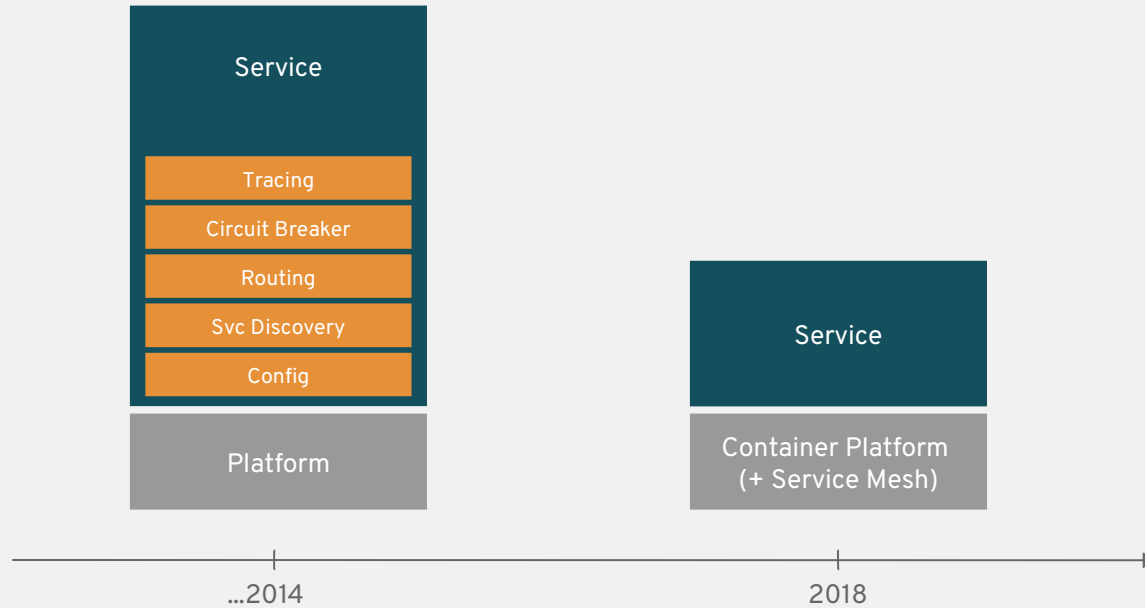 Service
Tracing
Circuit Breaker
Routing
Svc Discovery
Config
Platform
Service
Container Platform
(+ Service Mesh)
...2014
2018